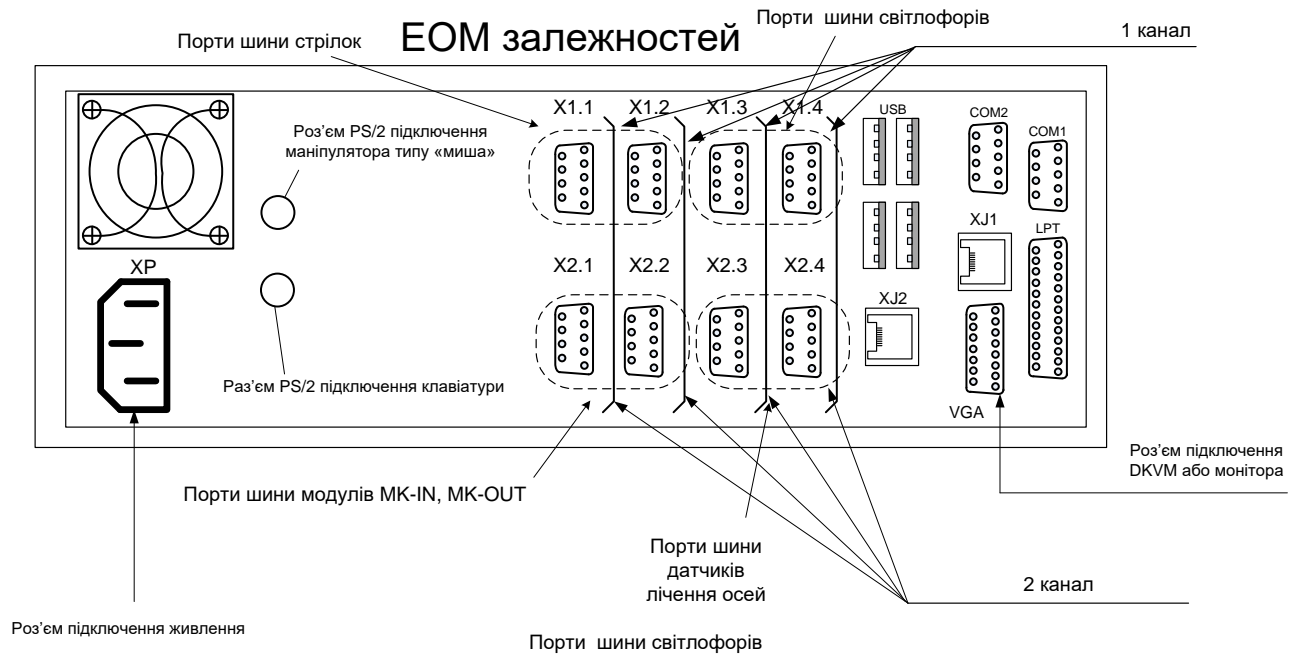 ЕОМ залежностей
Порти шини світлофорів
1 канал
Порти шини стрілок
X1.1
X1.2
X1.3
X1.4
USB
COM2
COM1
Роз’єм PS/2 підключення
маніпулятора типу «миша»
XJ1
LPT
XP
X2.1
X2.2
X2.3
X2.4
XJ2
Раз’єм PS/2 підключення клавіатури
VGA
Роз’єм підключення
DKVM або монітора
Порти шини модулів MK-IN, MK-OUT
Порти шини
датчиків
лічення осей
2 канал
Роз’єм підключення живлення
Порти шини світлофорів